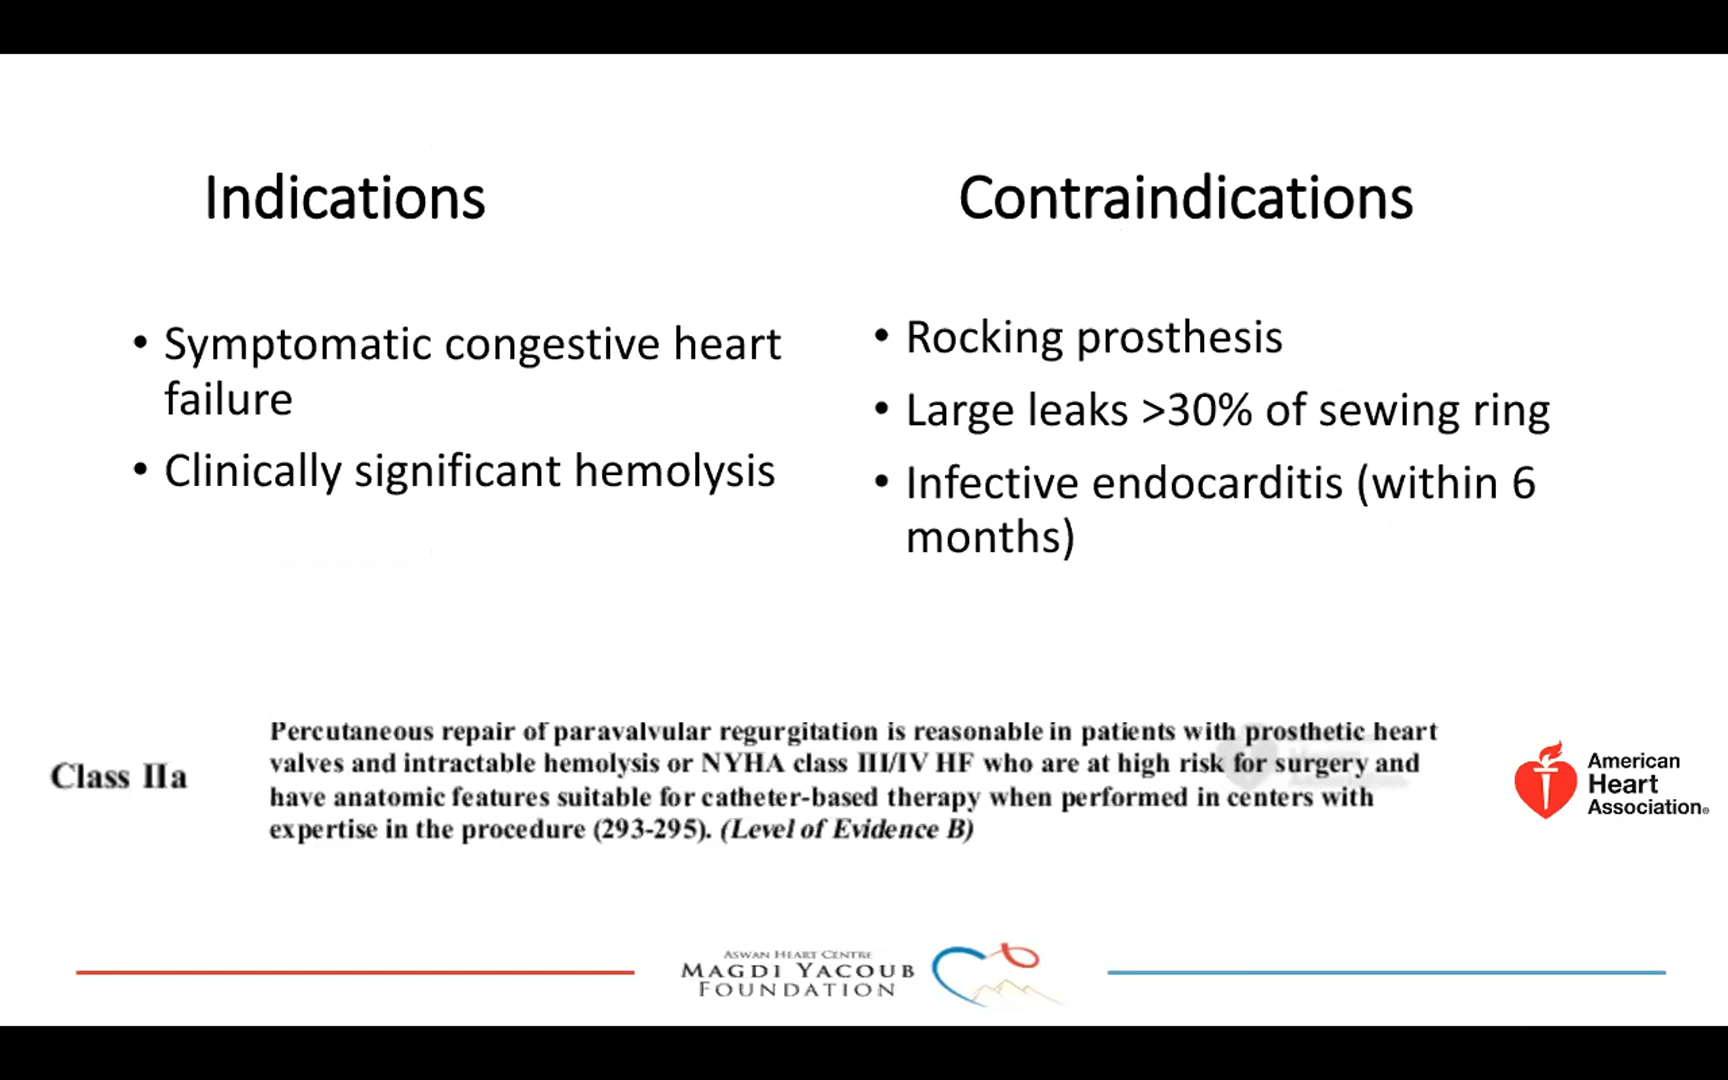 Indications
• Symptomatic congestive heart
failure
• Clinically significant hemolysis
Contraindications
• Rocking prosthesis
• Large leaks >30% of sewing ring
• Infective endocarditis (within 6
months)
Class IIa
Percutaneous repair of paravalvular regurgitation is reasonable in patients with prosthetic heart
valves and intractable hemolysis or NYHA class III/IV HF who are at high risk for surgery and
have anatomic features suitable for catheter-based therapy when performed in centers with
expertise in the procedure (293-295). (Level of Evidence B)
American
Heart
Association®
ASWAN HEART CENTRE
MAGDI YACOUB
FOUNDATION